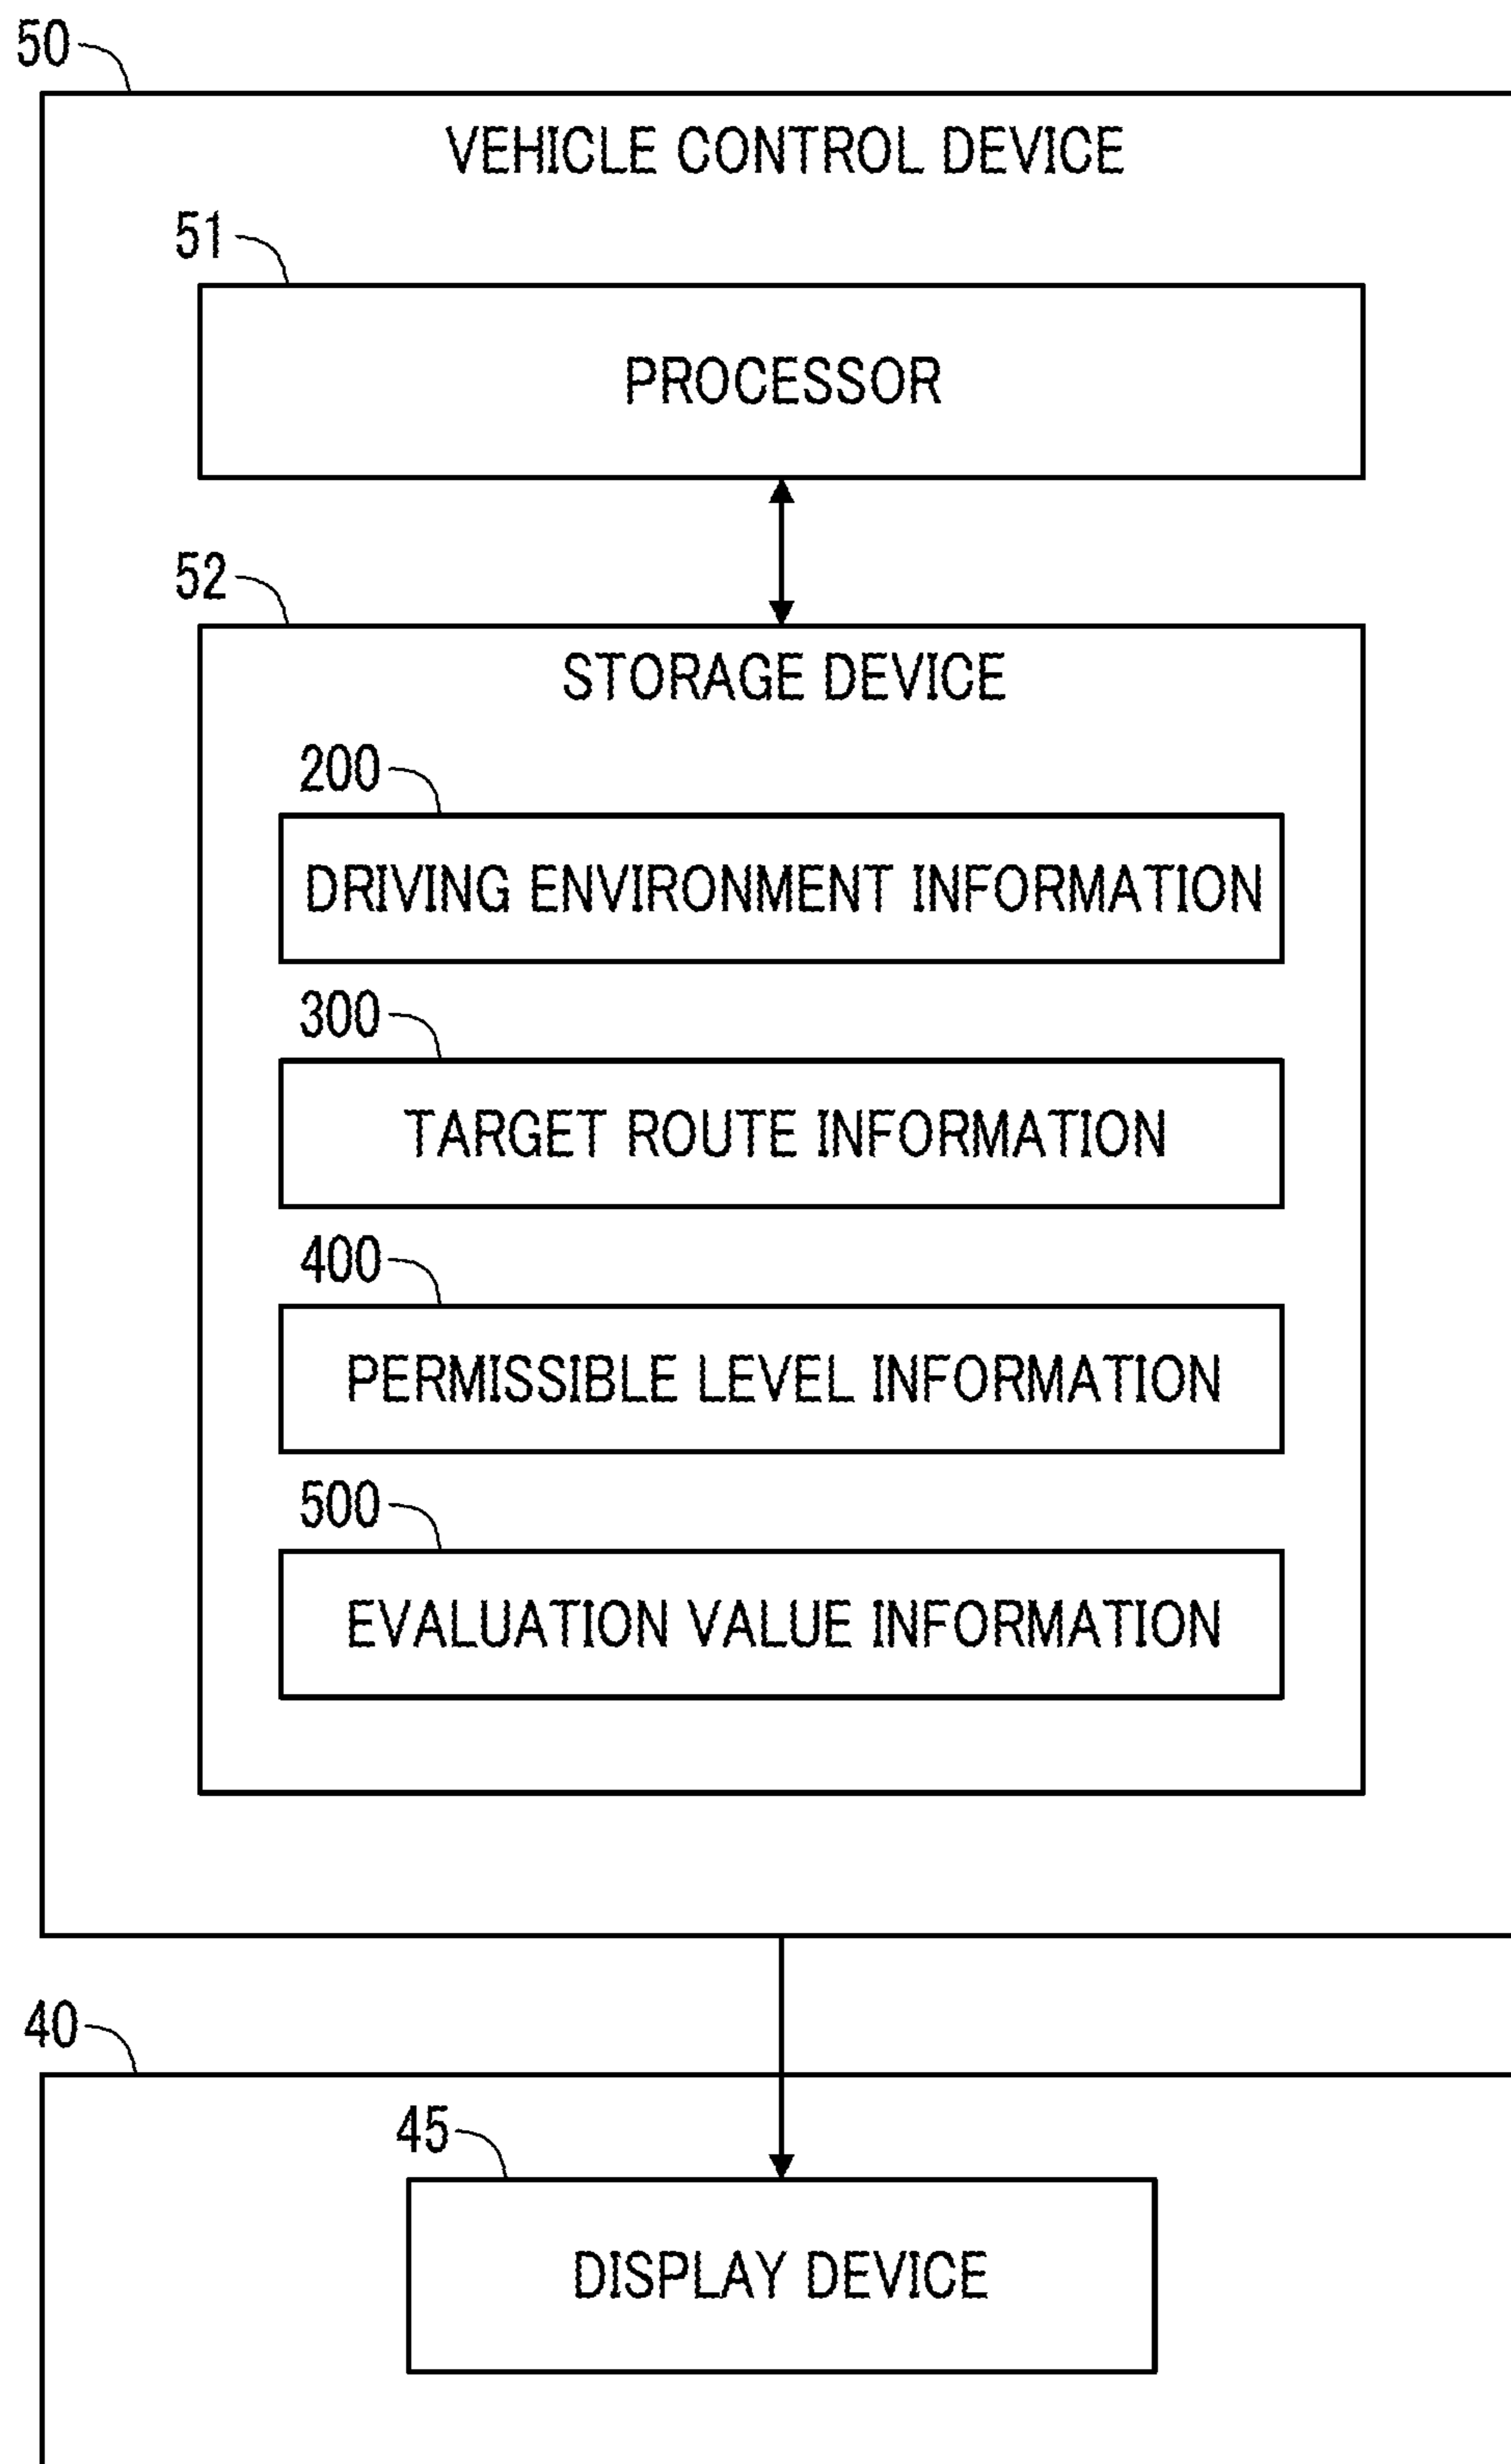 50
VEHICLE CONTROL DEVICE
51
PROCESSOR
52
STORAGE DEVICE
200
DRIVING ENVIRONMENT INFORMATION
300
TARGET ROUTE INFORMATION
400
PERMISSIBLE LEVEL INFORMATION
500
EVALUATION VALUE INFORMATION
40
45
DISPLAY DEVICE